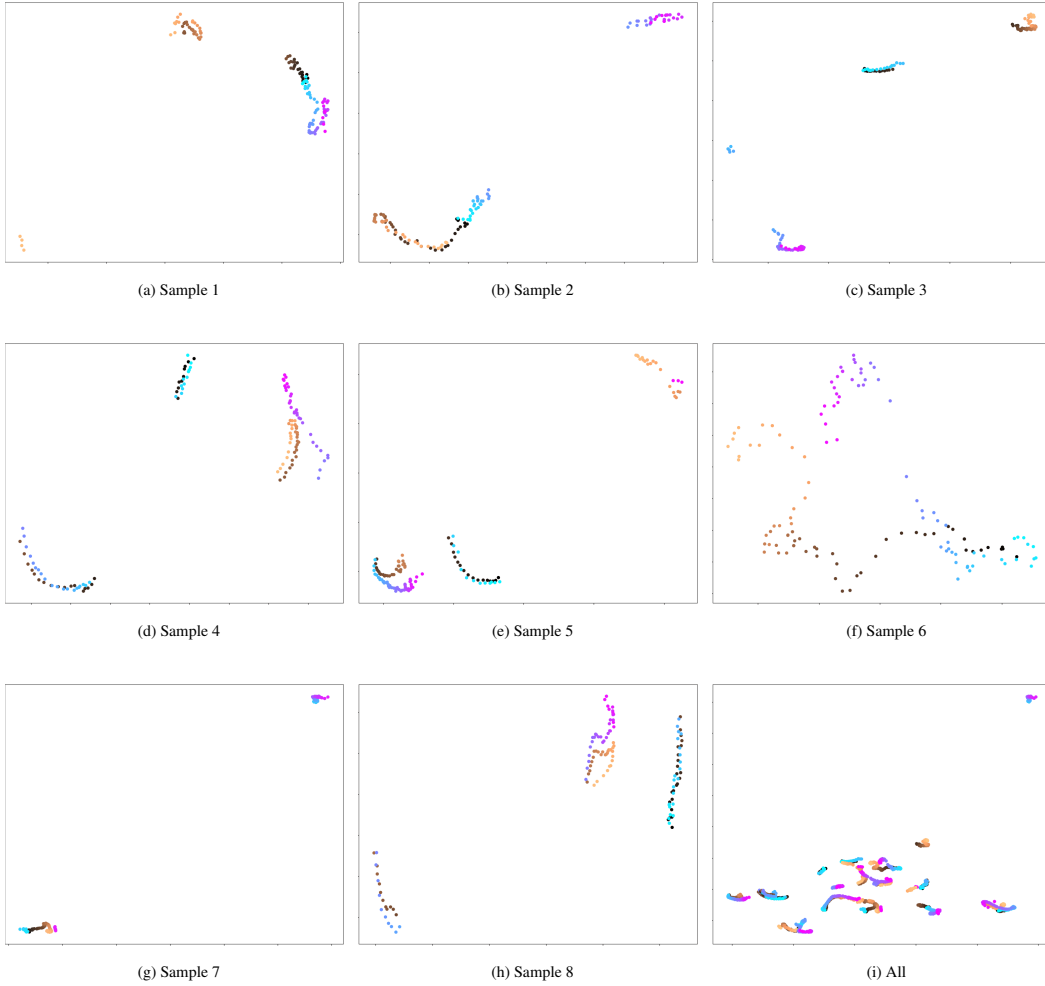 (a) Sample 1
(b) Sample 2
(c) Sample 3
(d) Sample 4
(e) Sample 5
(f) Sample 6
(g) Sample 7
(h) Sample 8
(i) All